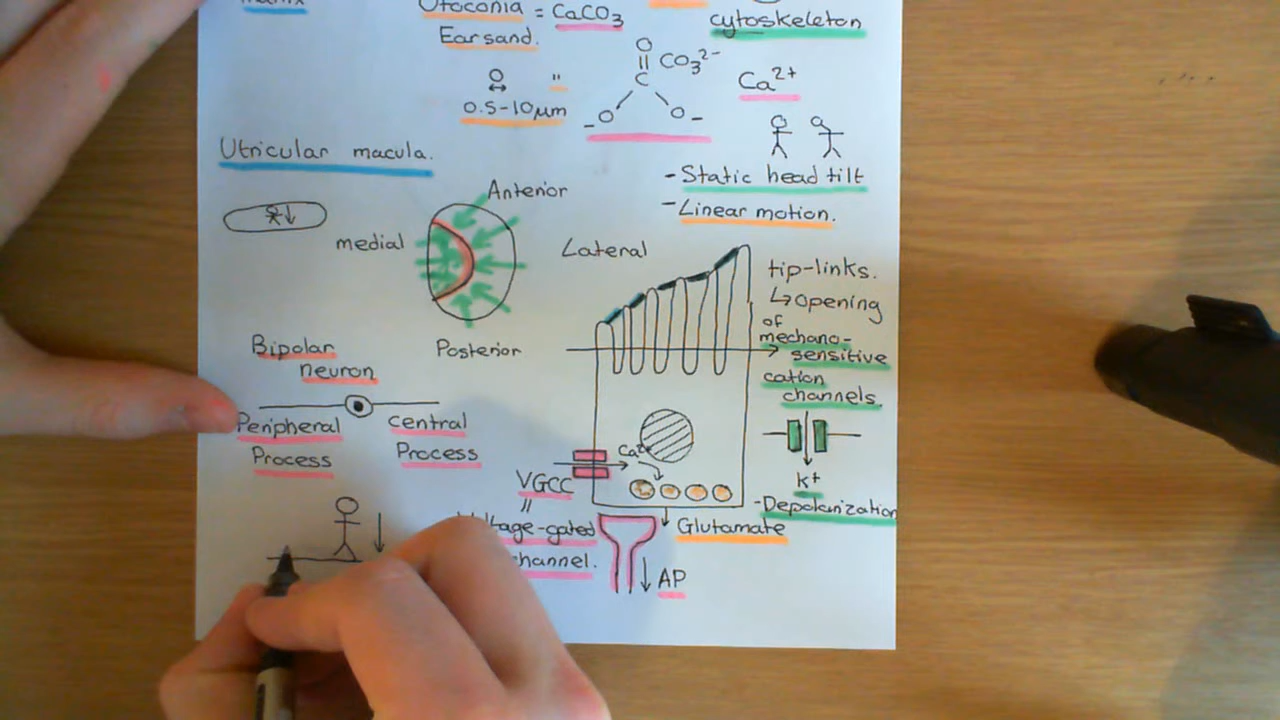 Otoconia = CaCO3
Earsand.
cytoskeleton
O
||
C
CO3 2-
-O
O-
Ca2+
O
"
0.5-10μm
Utricular macula.
- Static head tilt
- Linear motion.
Anterior
medial
Lateral
Posterior
tip-links.
↳ opening
of
mechano-
sensitive
cation
channels.
K+
-Depolarization
Bipolar
neuron
Peripheral
Process
central
Process
Ca2+
VGCC
=
gated
channel.
Glutamate
AP